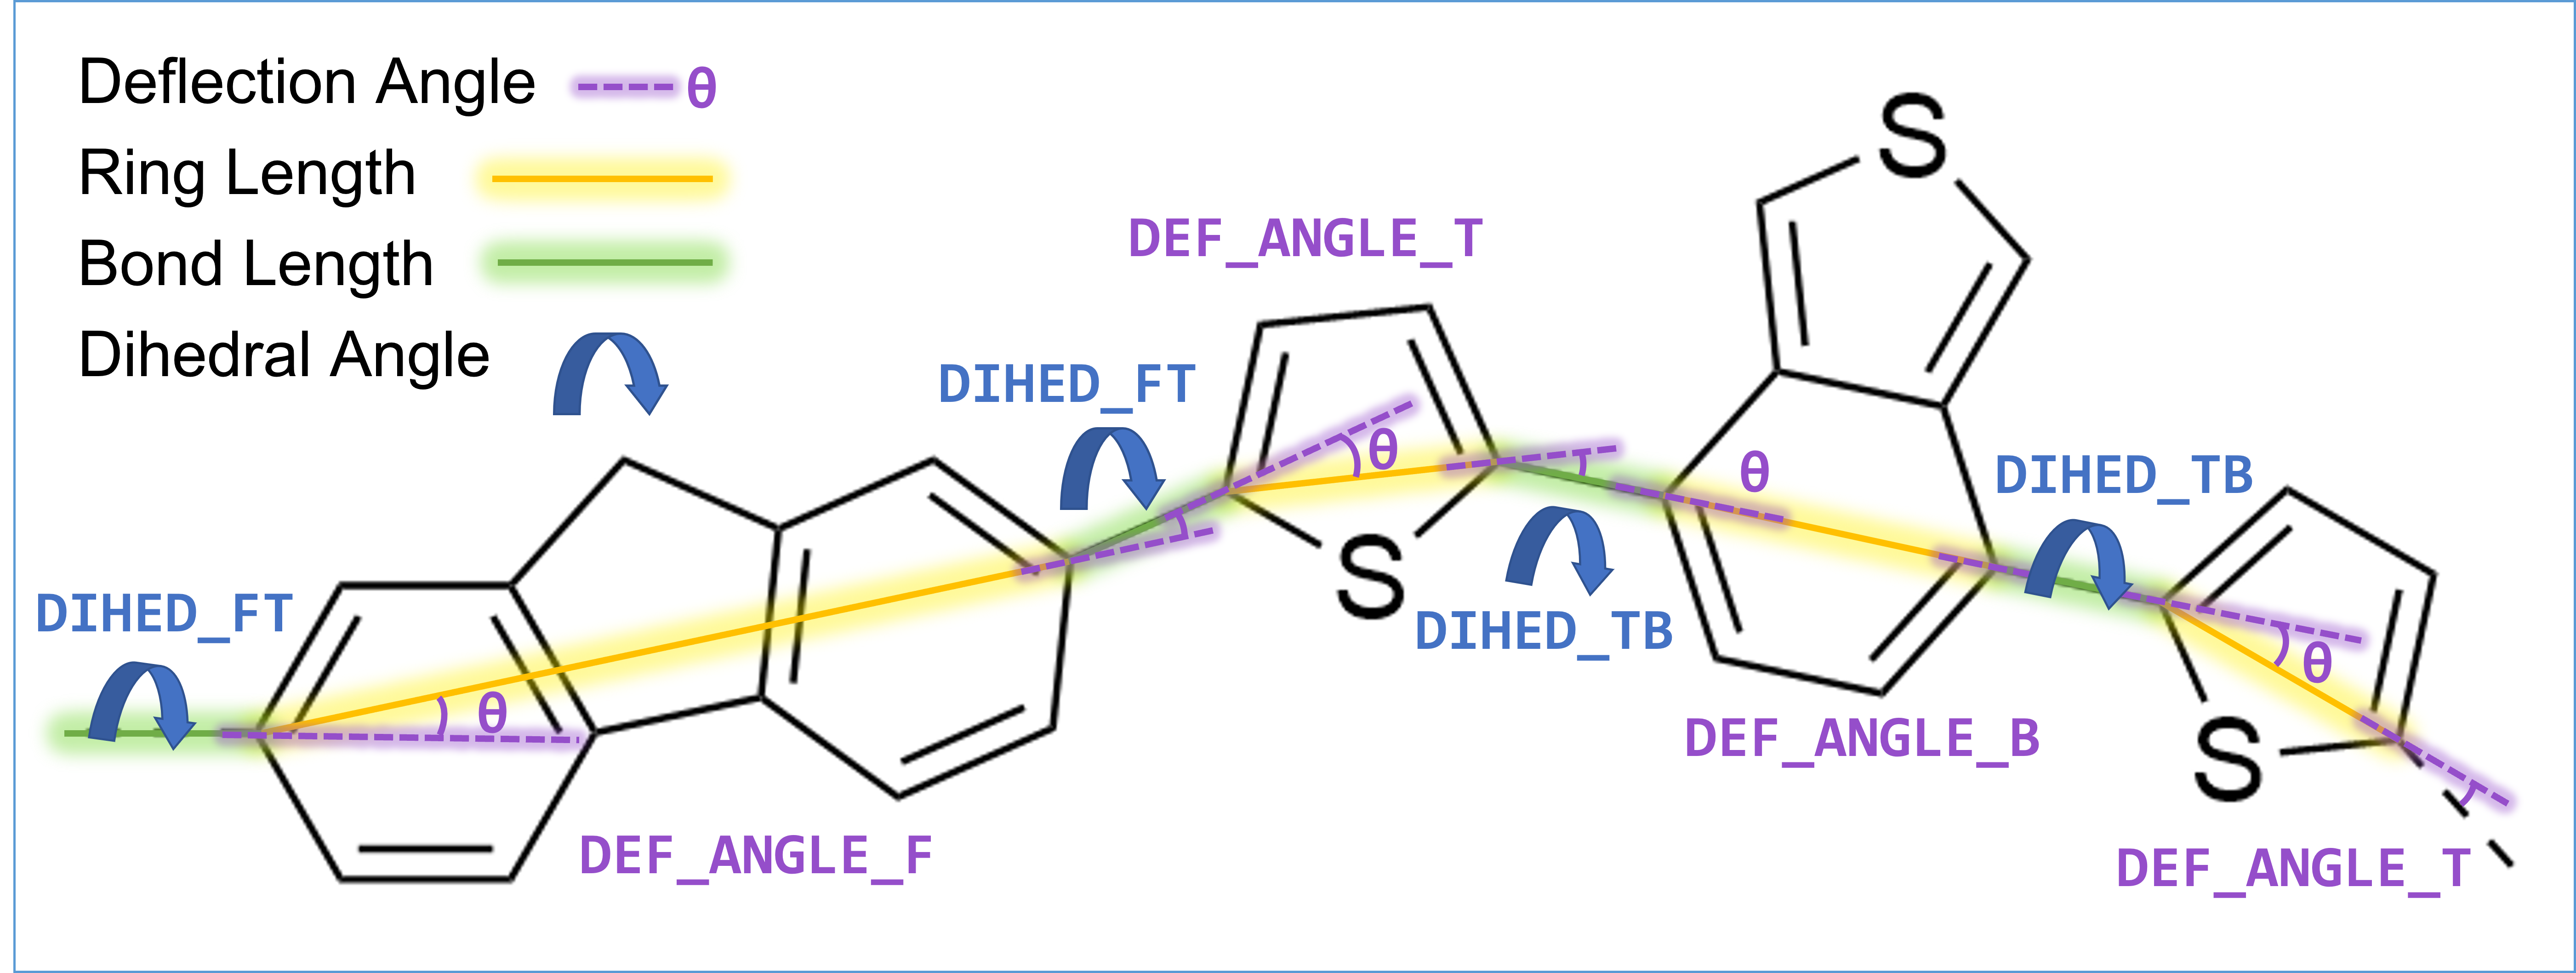 Deflection Angle θ
Ring Length
Bond Length
Dihedral Angle
S
DEF_ANGLE_T
DIHED_FT
θ
θ
DIHED_TB
S
DIHED_TB
DIHED_FT
θ
θ
DEF_ANGLE_B
S
DEF_ANGLE_F
DEF_ANGLE_T